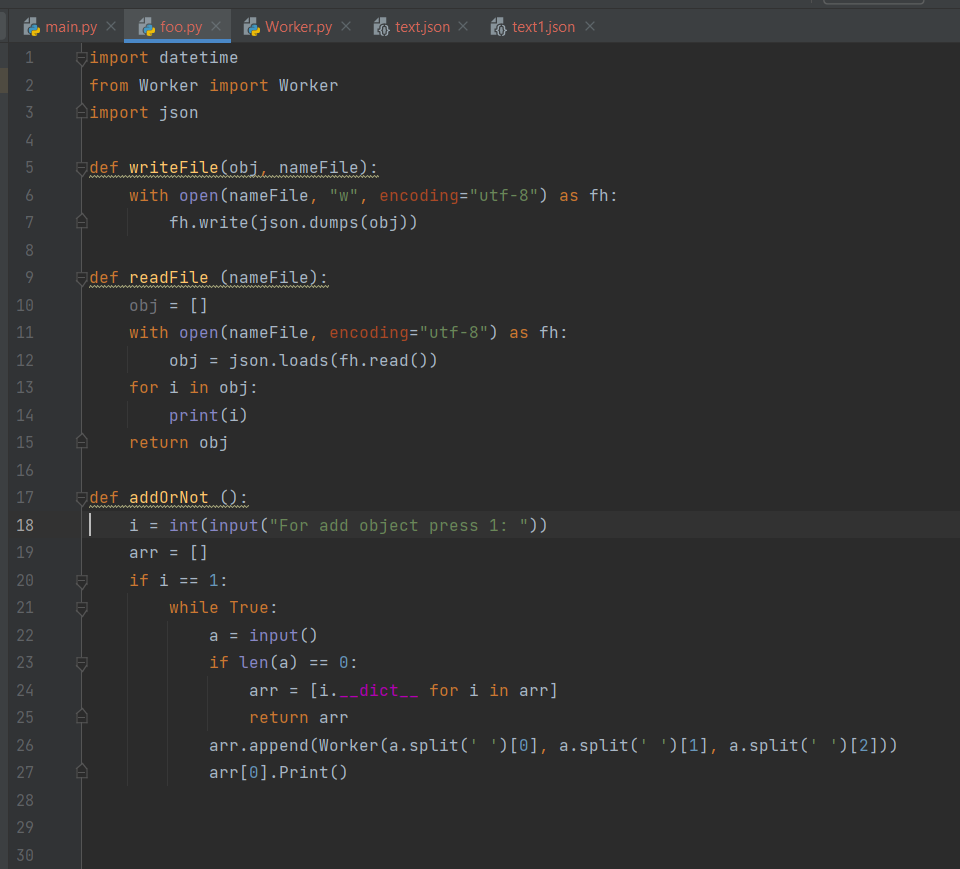 main.py foo.py Worker.py text.json text1.json
1 import datetime
2 from Worker import Worker
3 import json
4
5 def writeFile(obj, nameFile):
6     with open(nameFile, "w", encoding="utf-8") as fh:
7         fh.write(json.dumps(obj))
8
9 def readFile (nameFile):
10     obj = []
11     with open(nameFile, encoding="utf-8") as fh:
12         obj = json.loads(fh.read())
13     for i in obj:
14         print(i)
15     return obj
16
17 def addOrNot ():
18     i = int(input("For add object press 1: "))
19     arr = []
20     if i == 1:
21         while True:
22             a = input()
23             if len(a) == 0:
24                 arr = [i.__dict__ for i in arr]
25                 return arr
26             arr.append(Worker(a.split(' ')[0], a.split(' ')[1], a.split(' ')[2]))
27             arr[0].Print()
28
29
30